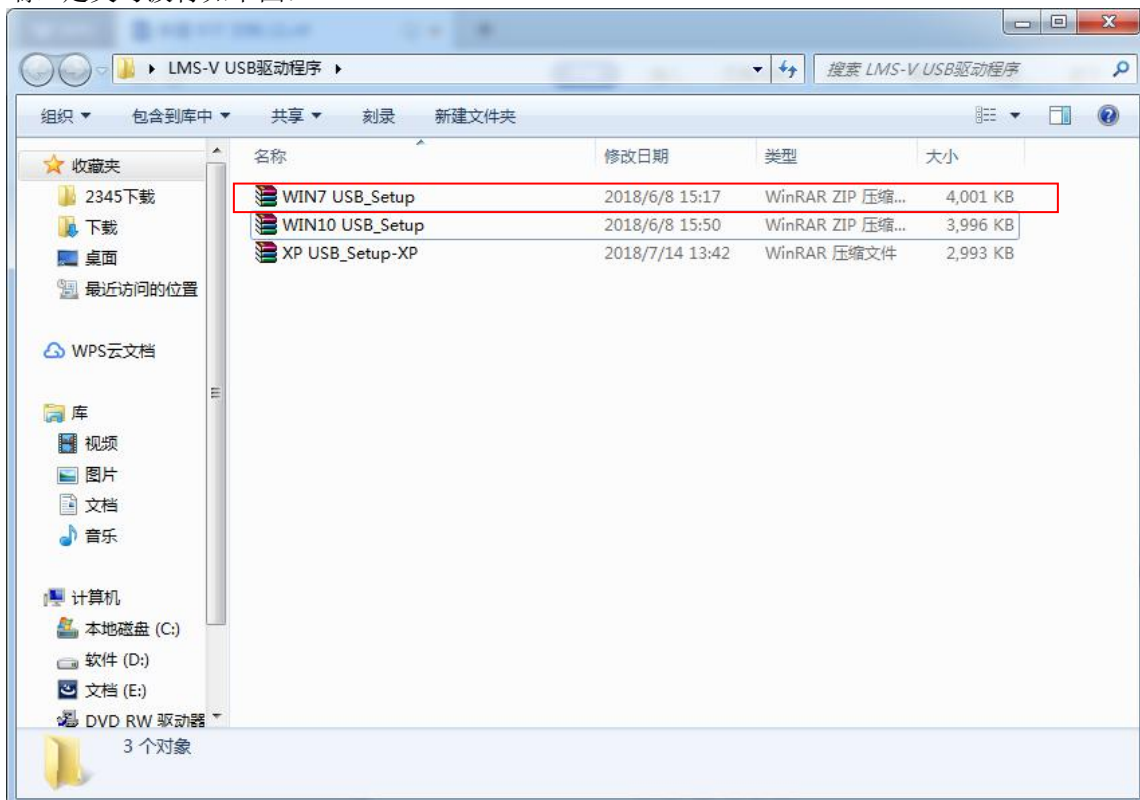 LMS-V USB驱动程序
搜索 LMS-V USB驱动程序
组织 包含到库中 共享 刻录 新建文件夹
名称 修改日期 类型 大小
收藏夹
2345下载
下载
桌面
最近访问的位置
WPS云文档
库
视频
图片
文档
音乐
计算机
本地磁盘 (C:)
软件 (D:)
文档 (E:)
DVD RW 驱动器
WIN7 USB_Setup 2018/6/8 15:17 WinRAR ZIP 压缩... 4,001 KB
WIN10 USB_Setup 2018/6/8 15:50 WinRAR ZIP 压缩... 3,996 KB
XP USB_Setup-XP 2018/7/14 13:42 WinRAR 压缩文件 2,993 KB
3 个对象